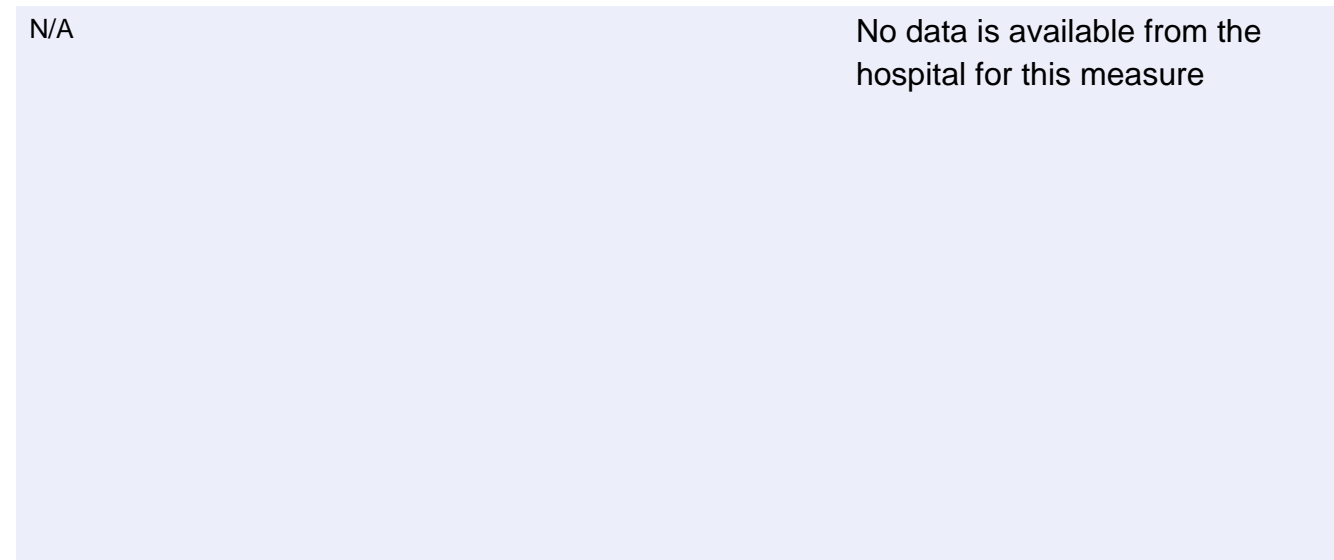 N/A
No data is available from the
hospital for this measure